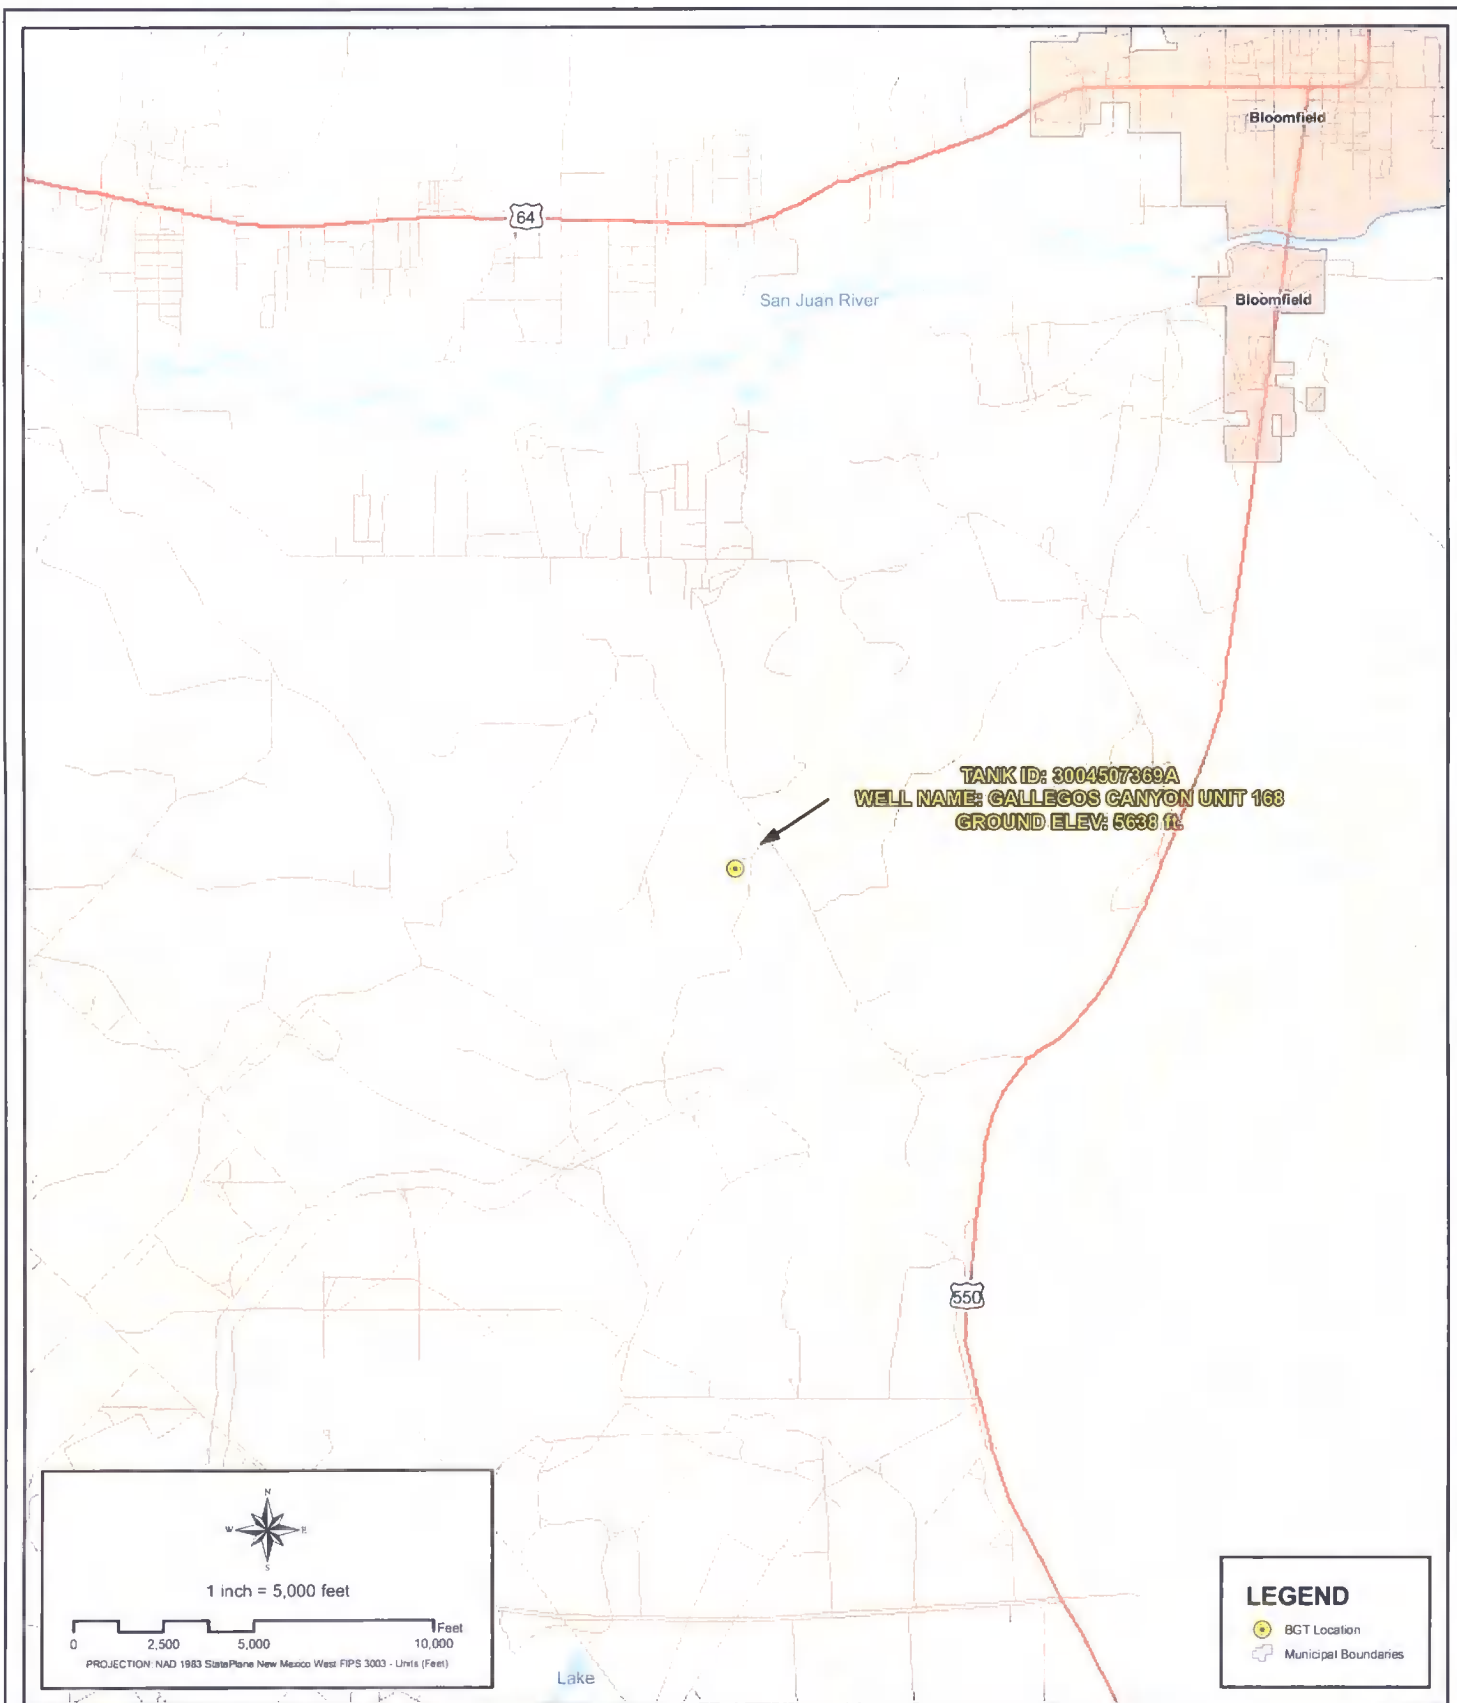 Bloomfield
64
San Juan River
Bloomfield
TANK ID: 3004507369A
WELL NAME: GALLEGOS CANYON UNIT 168
GROUND ELEV: 5638 ft.
550
N
W E
S
1 inch = 5,000 feet
Feet
0 2,500 5,000 10,000
PROJECTION: NAD 1983 StatePlane New Mexico West FIPS 3003 - Units (Feet)
Lake
LEGEND
BGT Location
Municipal Boundaries